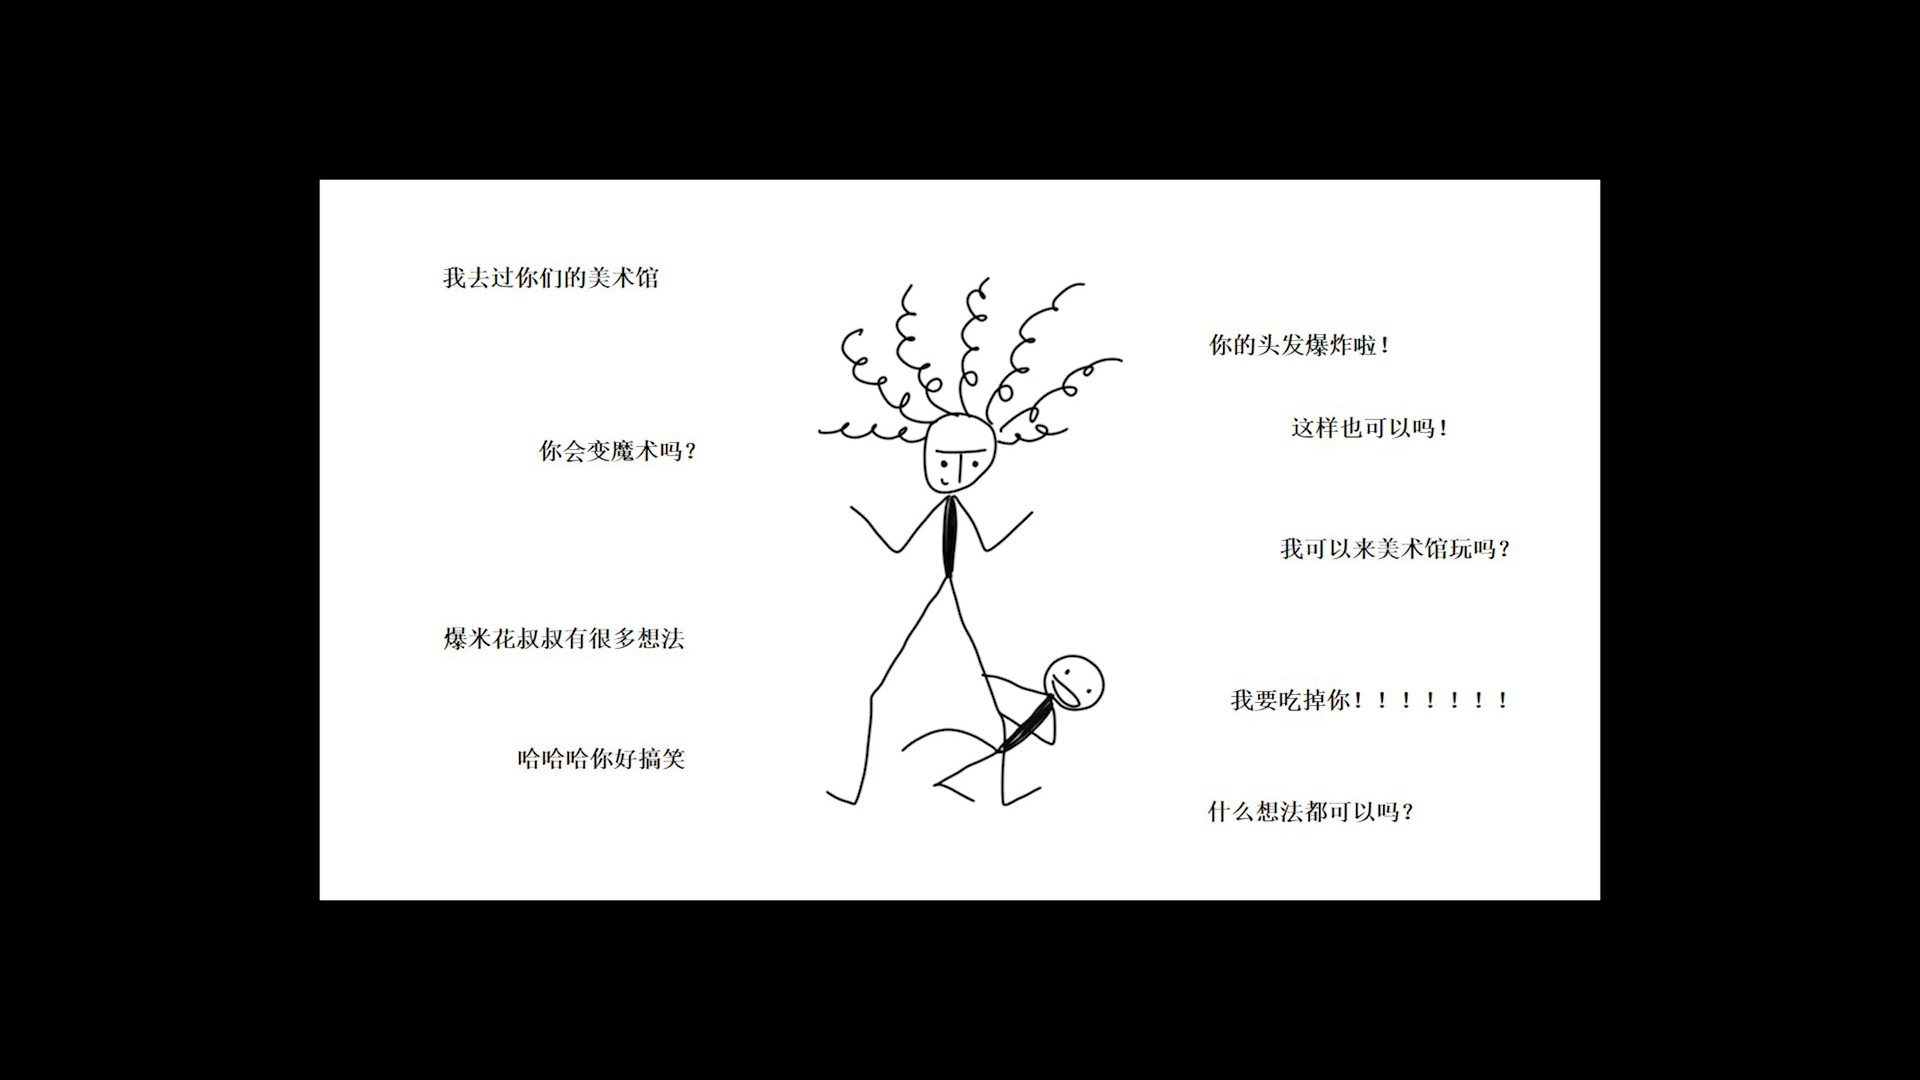 我去过你们的美术馆
你的头发爆炸啦！
这样也可以吗！
你会变魔术吗？
我可以来美术馆玩吗？
爆米花叔叔有很多想法
我要吃掉你！！！！！！！
哈哈哈你好搞笑
什么想法都可以吗？